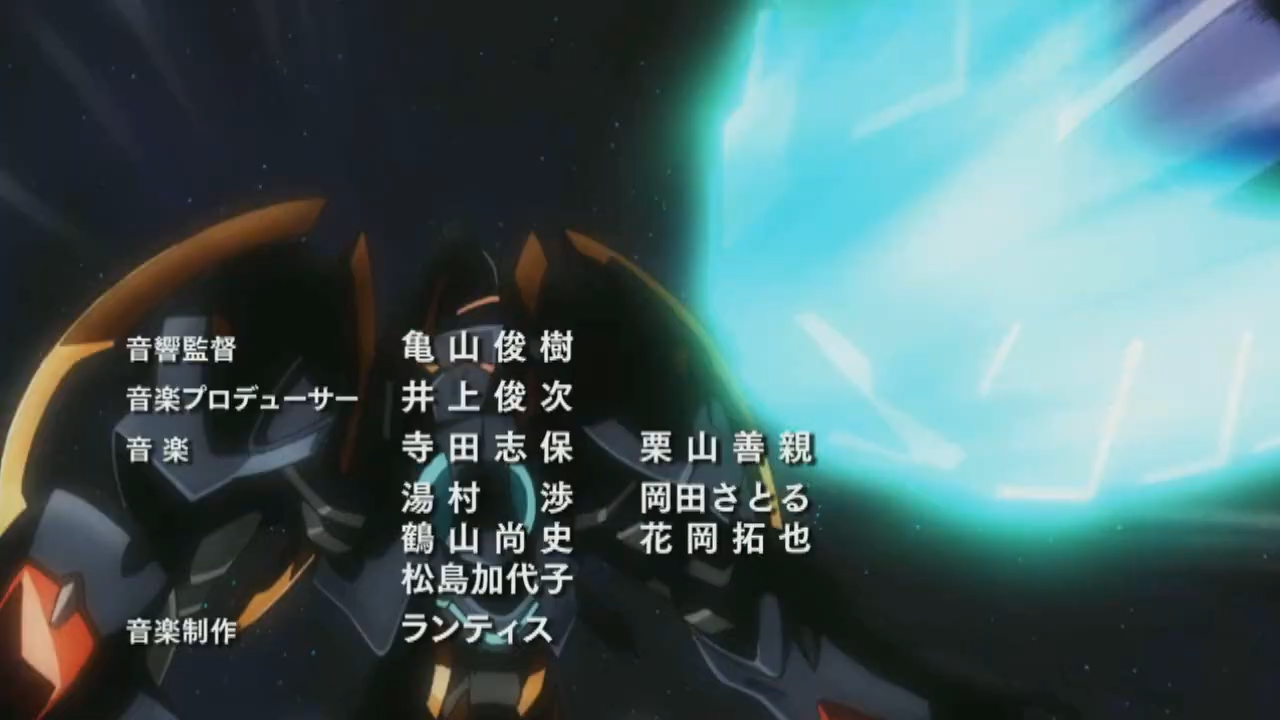 音響監督 亀山俊樹
音楽プロデューサー 井上俊次
音楽 寺田志保 栗山善親
湯村 渉 岡田さとる
鶴山尚史 花岡拓也
松島加代子
音楽制作 ランティス